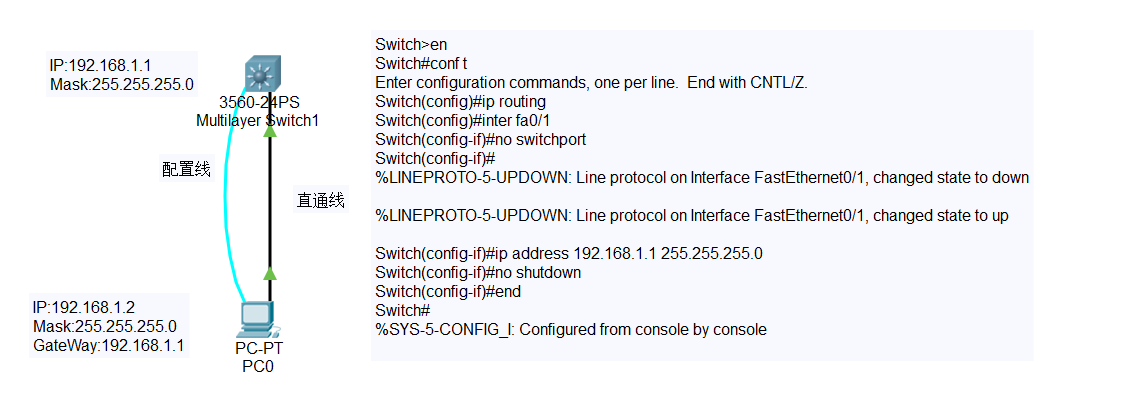 IP:192.168.1.1
Mask:255.255.255.0
3560-24PS
Multilayer Switch1
配置线
直通线
IP:192.168.1.2
Mask:255.255.255.0
GateWay:192.168.1.1
PC-PT
PC0
Switch>en
Switch#conf t
Enter configuration commands, one per line.  End with CNTL/Z.
Switch(config)#ip routing
Switch(config)#inter fa0/1
Switch(config-if)#no switchport
Switch(config-if)#
%LINEPROTO-5-UPDOWN: Line protocol on Interface FastEthernet0/1, changed state to down
%LINEPROTO-5-UPDOWN: Line protocol on Interface FastEthernet0/1, changed state to up
Switch(config-if)#ip address 192.168.1.1 255.255.255.0
Switch(config-if)#no shutdown
Switch(config-if)#end
Switch#
%SYS-5-CONFIG_I: Configured from console by console